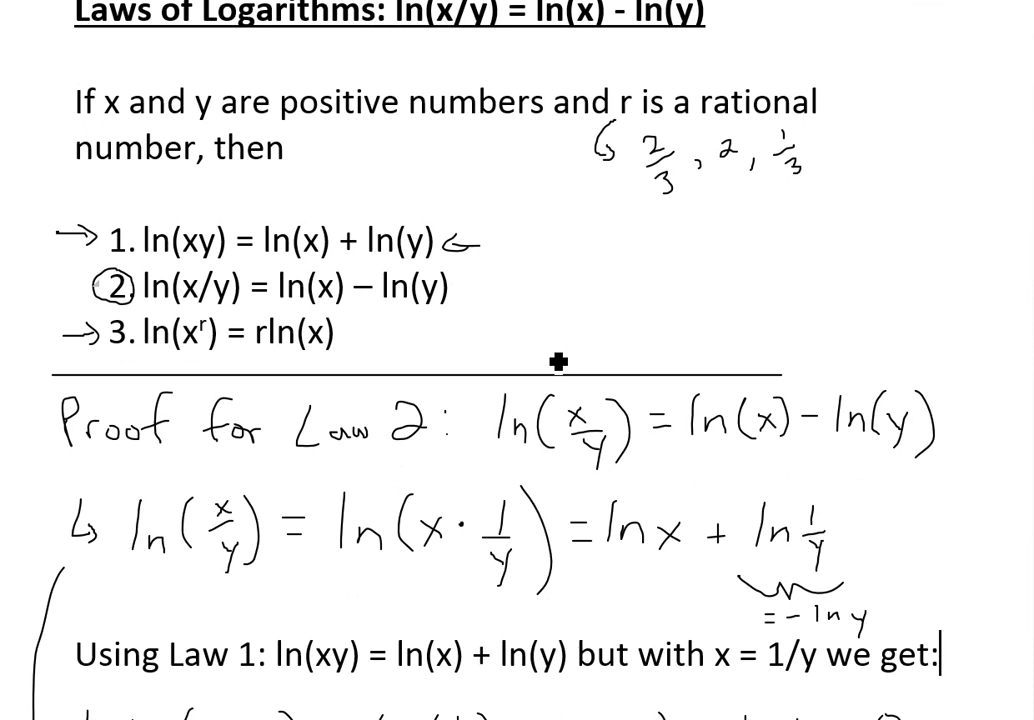 Laws of Logarithms: ln(x/y) = ln(x) - ln(y)
If x and y are positive numbers and r is a rational
number, then
↳ 2/3, 2, 1/3
→ 1. ln(xy) = ln(x) + ln(y) ←
2. ln(x/y) = ln(x) – ln(y)
→ 3. ln(xʳ) = rln(x)
Proof for Law 2: ln(x/y) = ln(x) - ln(y)
↳ ln(x/y) = ln(x · 1/y) = ln x + ln 1/y
= - ln y
Using Law 1: ln(xy) = ln(x) + ln(y) but with x = 1/y we get: